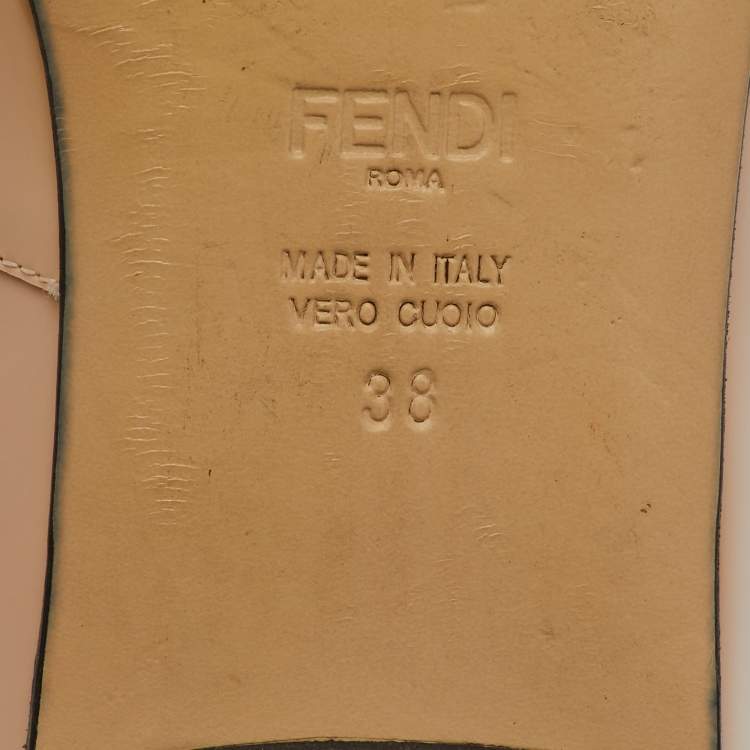 FENDI
ROMA
MADE IN ITALY
VERO CUOIO
38